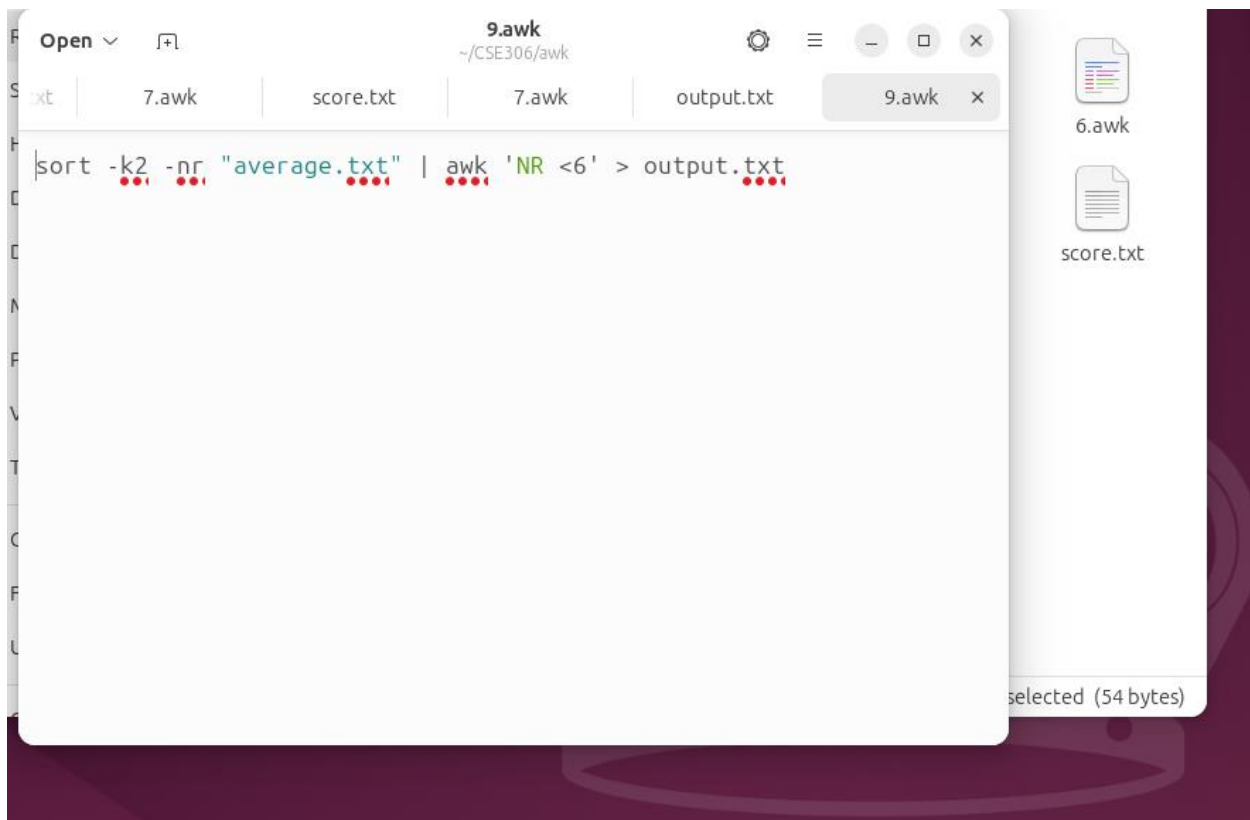 Open
9.awk
~/CSE306/awk
xt
7.awk
score.txt
7.awk
output.txt
9.awk
sort -k2 -nr "average.txt" | awk 'NR <6' > output.txt
6.awk
score.txt
selected (54 bytes)